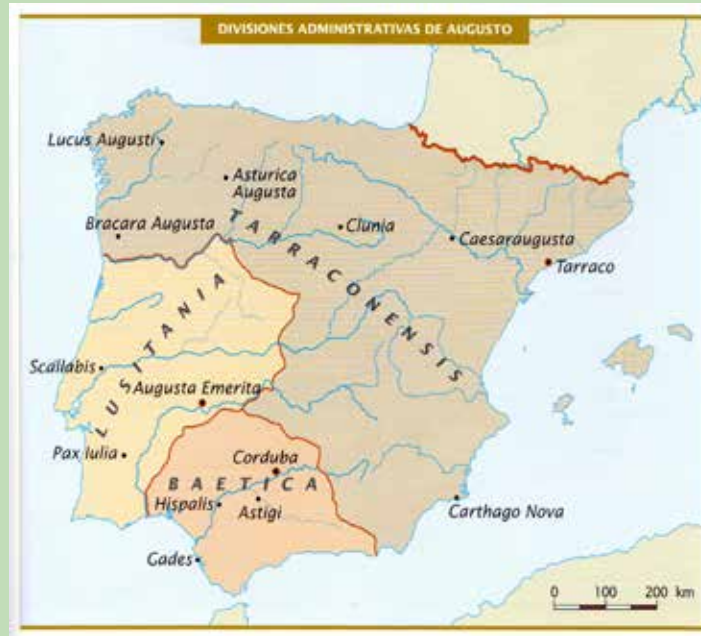 DIVISIONES ADMINISTRATIVAS DE AUGUSTO
Lucus Augusti
Asturica
Augusta
Bracara Augusta
Clunia
Caesaraugusta
Tarraco
TARRACONENSIS
LUSITANIA
Scallabis
Augusta Emerita
Pax Iulia
Corduba
BAETICA
Hispalis
Astigi
Carthago Nova
Gades
0 100 200 km